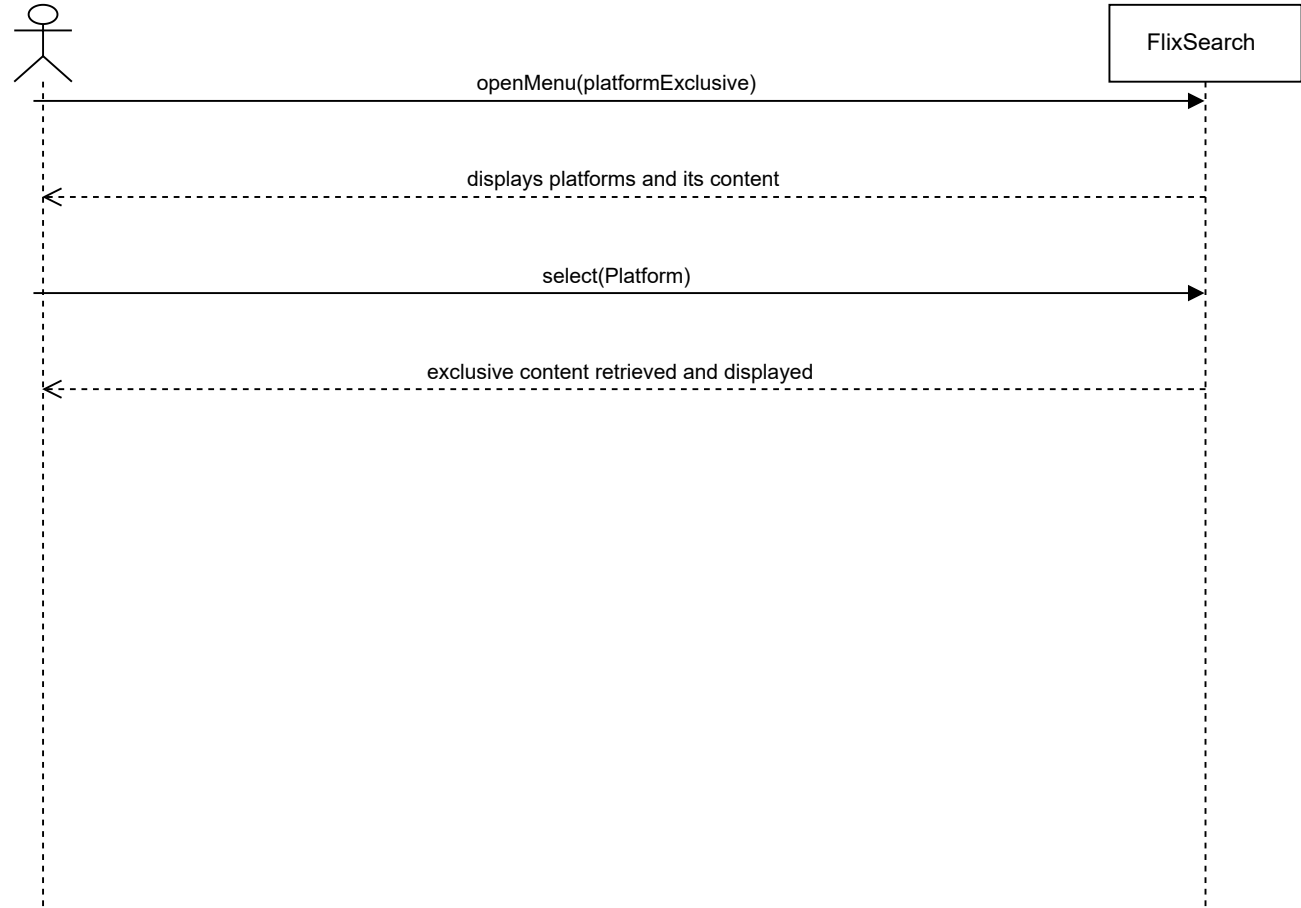 FlixSearch
openMenu(platformExclusive)
displays platforms and its content
select(Platform)
exclusive content retrieved and displayed